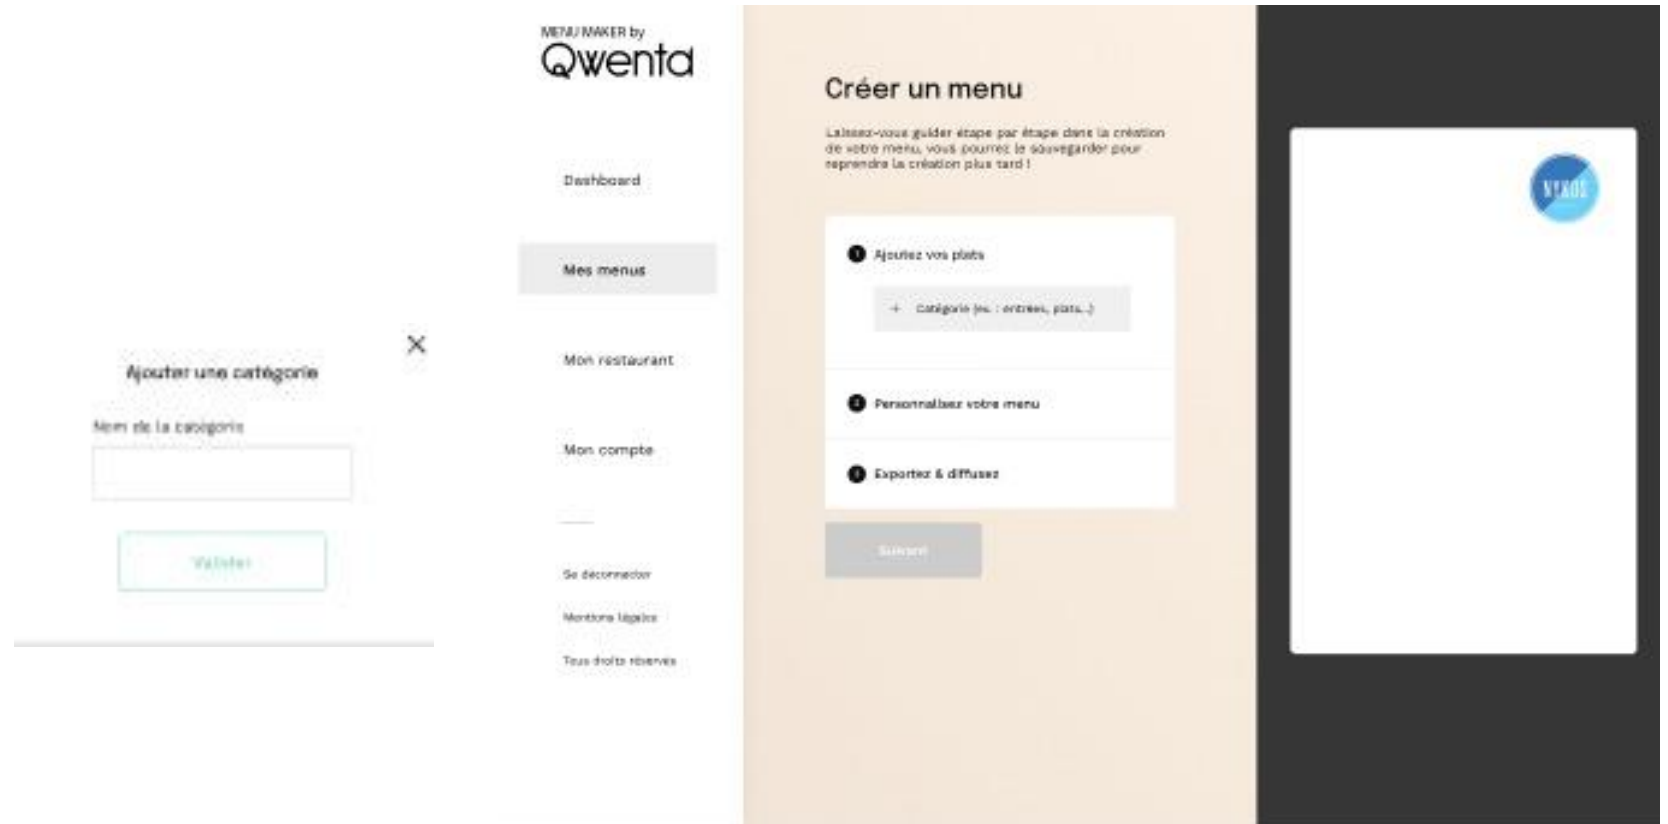 Ajouter une catégorie
Nom de la catégorie
Valider
MENU MAKER by
Qwenta
Dashboard
Mes menus
Mon restaurant
Mon compte
Se déconnecter
Mentions légales
Tous droits réservés
Créer un menu
Laissez-vous guider étape par étape dans la création
de votre menu, vous pourrez le sauvegarder pour
reprendre la création plus tard !
1 Ajoutez vos plats
+ Catégorie (ex. : entrées, plats...)
2 Personnalisez votre menu
3 Exportez & diffusez
Suivant